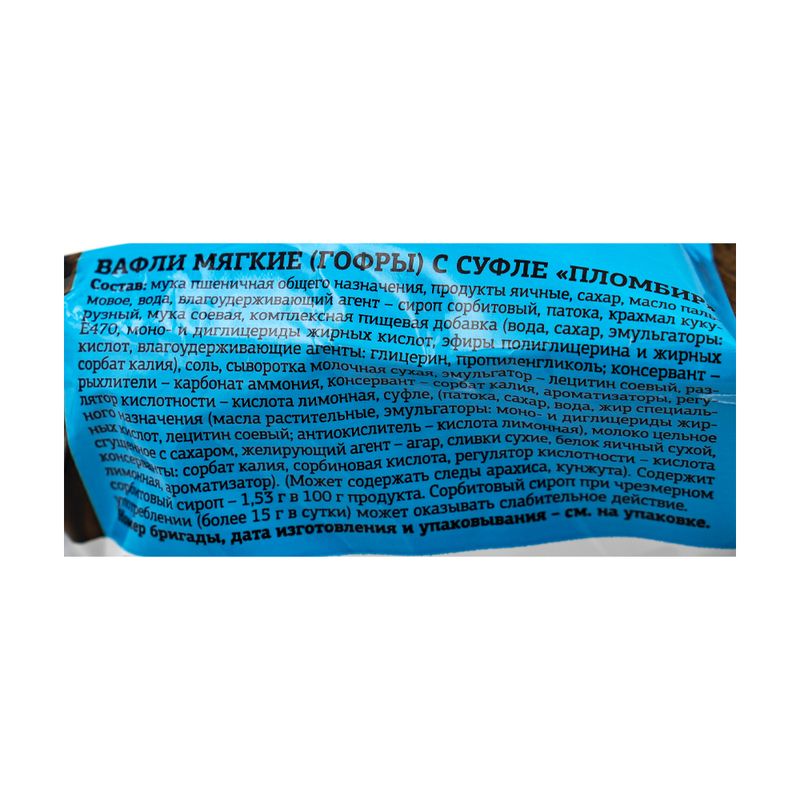 ВАФЛИ МЯГКИЕ (ГОФРЫ) С СУФЛЕ «ПЛОМБИР»
Состав: мука пшеничная общего назначения, продукты яичные, сахар, масло паль-
мовое, вода, влагоудерживающий агент – сироп сорбитовый, патока, крахмал куку-
рузный, мука соевая, комплексная пищевая добавка (вода, сахар, эмульгаторы:
Е470, моно- и диглицериды жирных кислот, эфиры полиглицерина и жирных
кислот, влагоудерживающие агенты: глицерин, пропиленгликоль; консервант –
сорбат калия), соль, сыворотка молочная сухая, эмульгатор – лецитин соевый, раз-
рыхлители – карбонат аммония, консервант – сорбат калия, ароматизаторы, регу-
лятор кислотности – кислота лимонная, суфле, (патока, сахар, вода, жир специаль-
ного назначения (масла растительные, эмульгаторы: моно- и диглицериды жир-
ных кислот, лецитин соевый; антиокислитель – кислота лимонная), молоко цельное
сгущенное с сахаром, желирующий агент – агар, сливки сухие, белок яичный сухой,
консерванты: сорбат калия, сорбиновая кислота, регулятор кислотности – кислота
лимонная, ароматизатор). (Может содержать следы арахиса, кунжута). Содержит
сорбитовый сироп – 1,53 г в 100 г продукта. Сорбитовый сироп при чрезмерном
употреблении (более 15 г в сутки) может оказывать слабительное действие.
Номер бригады, дата изготовления и упаковывания – см. на упаковке.